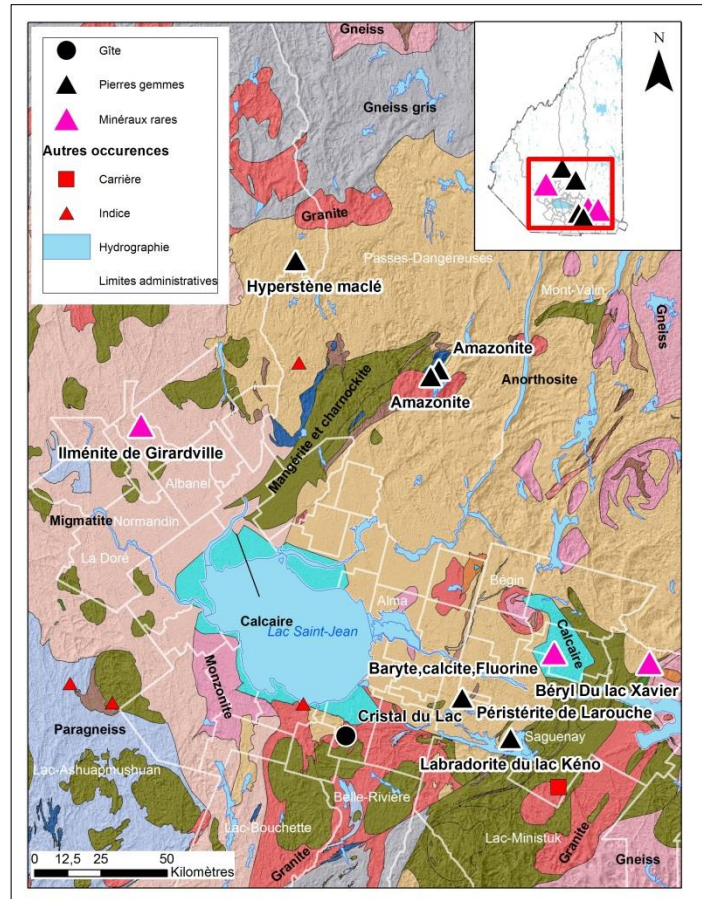 Gîte
Pierres gemmes
Minéraux rares
Autres occurences
Carrière
Indice
Hydrographie
Limites administratives
N
Gneiss
Gneiss gris
Granite
Passes-Dangereuses
Hyperstène maclé
Mont-Valin
Gneiss
Amazonite
Amazonite
Anorthosite
Mangérite et charnockite
Ilménite de Girardville
Albanel
Migmatite
Normandin
La Doré
Calcaire
Lac Saint-Jean
Alma
Bégin
Calcaire
Monzonite
Baryte,calcite,Fluorine
Béryl Du lac Xavier
Cristal du Lac
Péristérite de Larouche
Paragneiss
Saguenay
Labradorite du lac Kéno
Lac-Ashuapmushuan
Belle-Rivière
Lac-Bouchette
Lac-Ministuk
Granite
Granite
Gneiss
0 12,5 25 50
Kilomètres